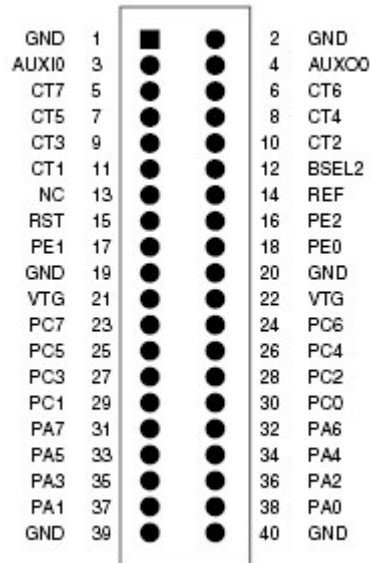 GND 1 2 GND
AUXI0 3 4 AUXO0
CT7 5 6 CT6
CT5 7 8 CT4
CT3 9 10 CT2
CT1 11 12 BSEL2
NC 13 14 REF
RST 15 16 PE2
PE1 17 18 PE0
GND 19 20 GND
VTG 21 22 VTG
PC7 23 24 PC6
PC5 25 26 PC4
PC3 27 28 PC2
PC1 29 30 PC0
PA7 31 32 PA6
PA5 33 34 PA4
PA3 35 36 PA2
PA1 37 38 PA0
GND 39 40 GND